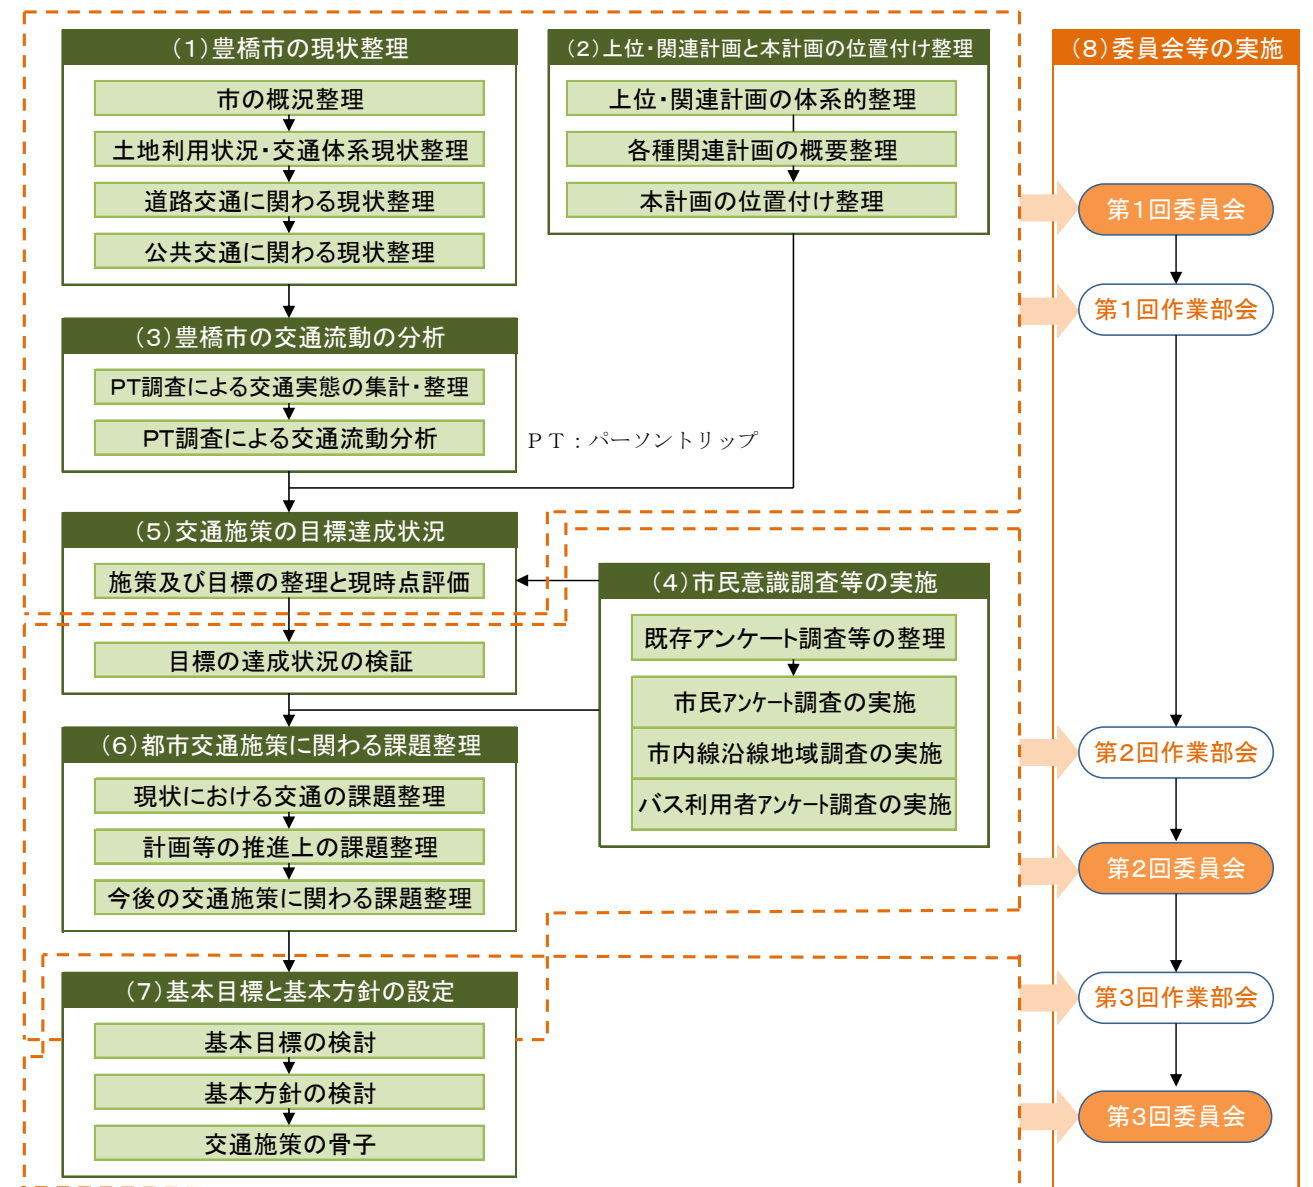 （１）豊橋市の現状整理
市の概況整理
土地利用状況・交通体系現状整理
道路交通に関わる現状整理
公共交通に関わる現状整理
（２）上位・関連計画と本計画の位置付け整理
上位・関連計画の体系的整理
各種関連計画の概要整理
本計画の位置付け整理
（３）豊橋市の交通流動の分析
PT調査による交通実態の集計・整理
PT調査による交通流動分析
ＰＴ：パーソントリップ
（５）交通施策の目標達成状況
施策及び目標の整理と現時点評価
目標の達成状況の検証
（４）市民意識調査等の実施
既存アンケート調査等の整理
市民アンケート調査の実施
市内線沿線地域調査の実施
バス利用者アンケート調査の実施
（６）都市交通施策に関わる課題整理
現状における交通の課題整理
計画等の推進上の課題整理
今後の交通施策に関わる課題整理
（７）基本目標と基本方針の設定
基本目標の検討
基本方針の検討
交通施策の骨子
（８）委員会等の実施
第１回委員会
第１回作業部会
第２回作業部会
第２回委員会
第３回作業部会
第３回委員会